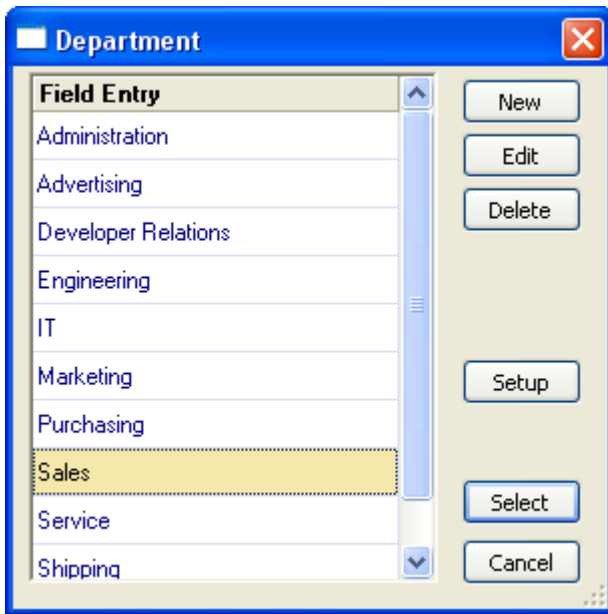 Department
Field Entry
Administration
Advertising
Developer Relations
Engineering
IT
Marketing
Purchasing
Sales
Service
Shipping
New
Edit
Delete
Setup
Select
Cancel